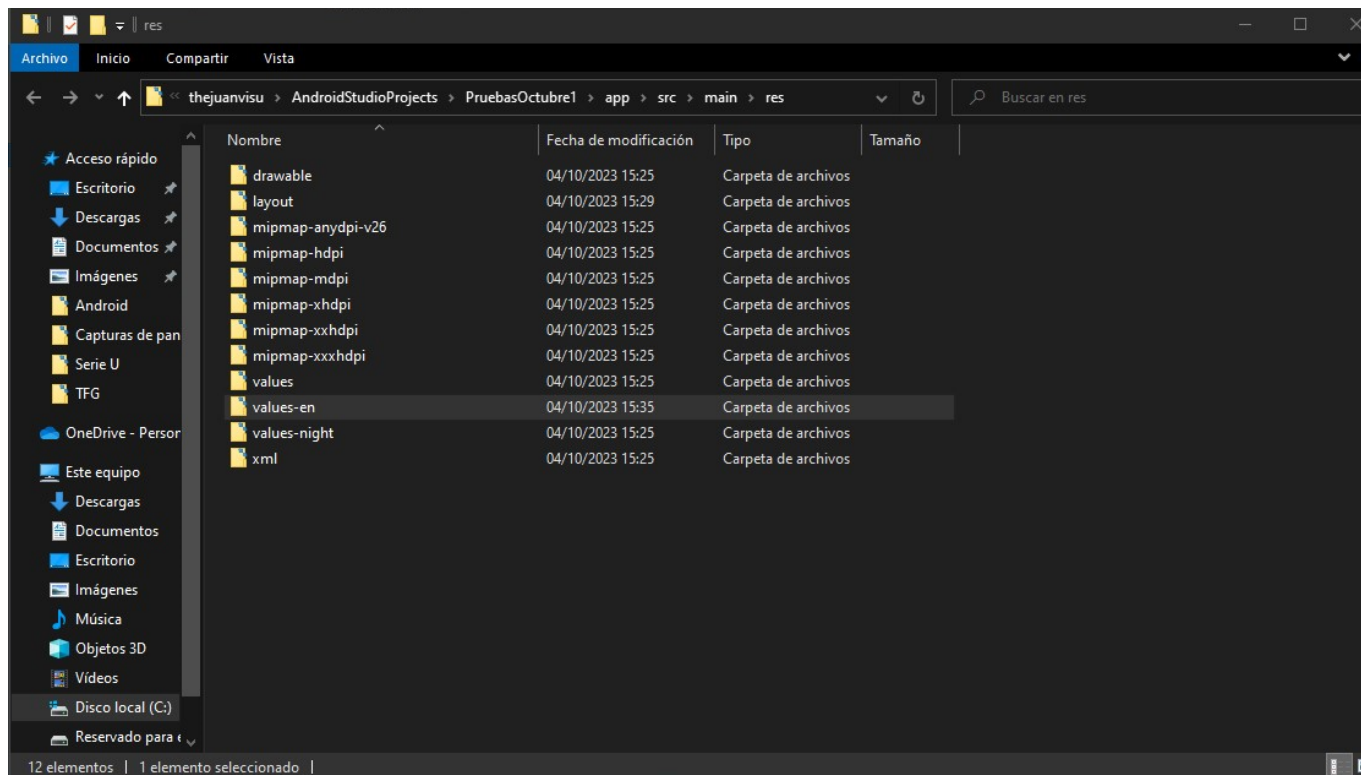 res
Archivo Inicio Compartir Vista
« thejuanvisu > AndroidStudioProjects > PruebasOctubre1 > app > src > main > res Buscar en res
Nombre Fecha de modificación Tipo Tamaño
Acceso rápido
Escritorio
Descargas
Documentos
Imágenes
Android
Capturas de pan
Serie U
TFG
OneDrive - Person
Este equipo
Descargas
Documentos
Escritorio
Imágenes
Música
Objetos 3D
Vídeos
Disco local (C:)
Reservado para e
drawable 04/10/2023 15:25 Carpeta de archivos
layout 04/10/2023 15:29 Carpeta de archivos
mipmap-anydpi-v26 04/10/2023 15:25 Carpeta de archivos
mipmap-hdpi 04/10/2023 15:25 Carpeta de archivos
mipmap-mdpi 04/10/2023 15:25 Carpeta de archivos
mipmap-xhdpi 04/10/2023 15:25 Carpeta de archivos
mipmap-xxhdpi 04/10/2023 15:25 Carpeta de archivos
mipmap-xxxhdpi 04/10/2023 15:25 Carpeta de archivos
values 04/10/2023 15:25 Carpeta de archivos
values-en 04/10/2023 15:35 Carpeta de archivos
values-night 04/10/2023 15:25 Carpeta de archivos
xml 04/10/2023 15:25 Carpeta de archivos
12 elementos | 1 elemento seleccionado |